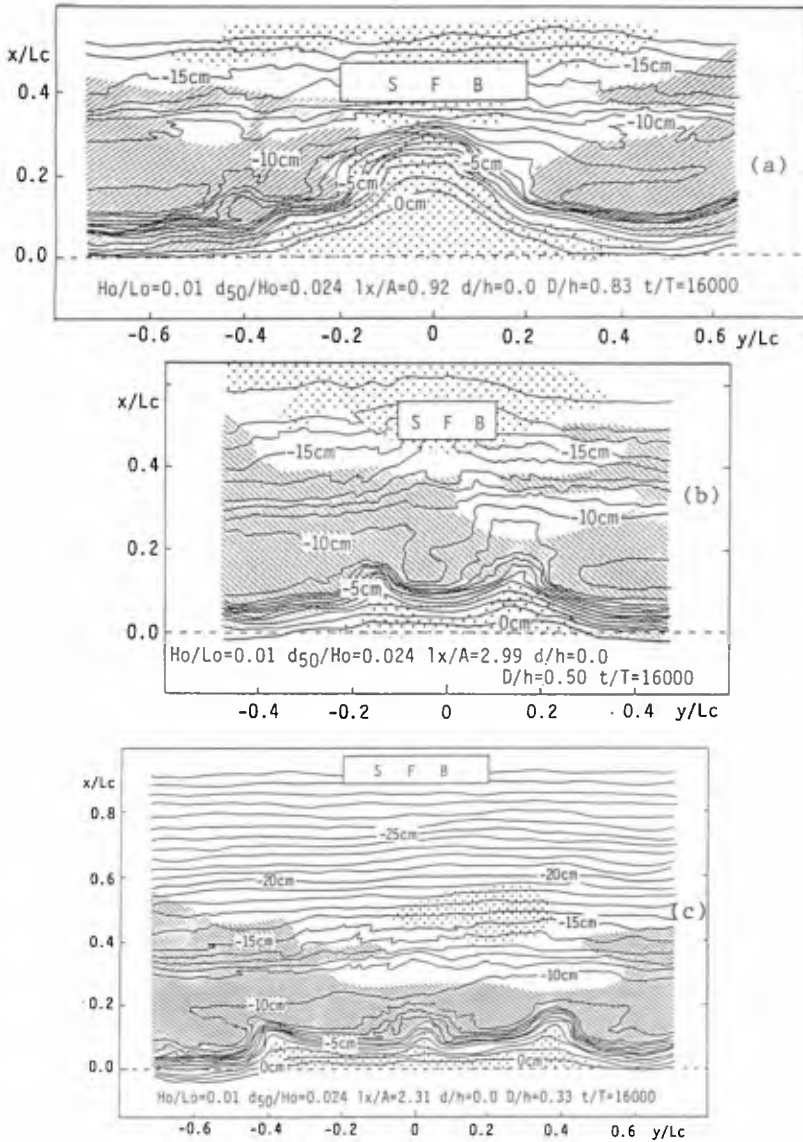 x/Lc
-15cm
-15cm
0.4
S F B
-10cm
-10cm
-5cm
0.2
-5cm
(a)
0cm
0.0
Ho/Lo=0.01 d50/Ho=0.024 lx/A=0.92 d/h=0.0 D/h=0.83 t/T=16000
-0.6 -0.4 -0.2 0 0.2 0.4 0.6 y/Lc
x/Lc
S F B
-15cm
-15cm
0.4
(b)
-10cm
-10cm
0.2
-5cm
0cm
0.0
Ho/Lo=0.01 d50/Ho=0.024 lx/A=2.99 d/h=0.0
D/h=0.50 t/T=16000
-0.4 -0.2 0 0.2 0.4 y/Lc
S F B
x/Lc
0.8
-25cm
0.6
-20cm
-20cm
(c)
-15cm
-15cm
0.4
-10cm
0.2
-10cm
-5cm
0cm
0cm
0.0
Ho/Lo=0.01 d50/Ho=0.024 lx/A=2.31 d/h=0.0 D/h=0.33 t/T=16000
-0.6 -0.4 -0.2 0 0.2 0.4 0.6 y/Lc